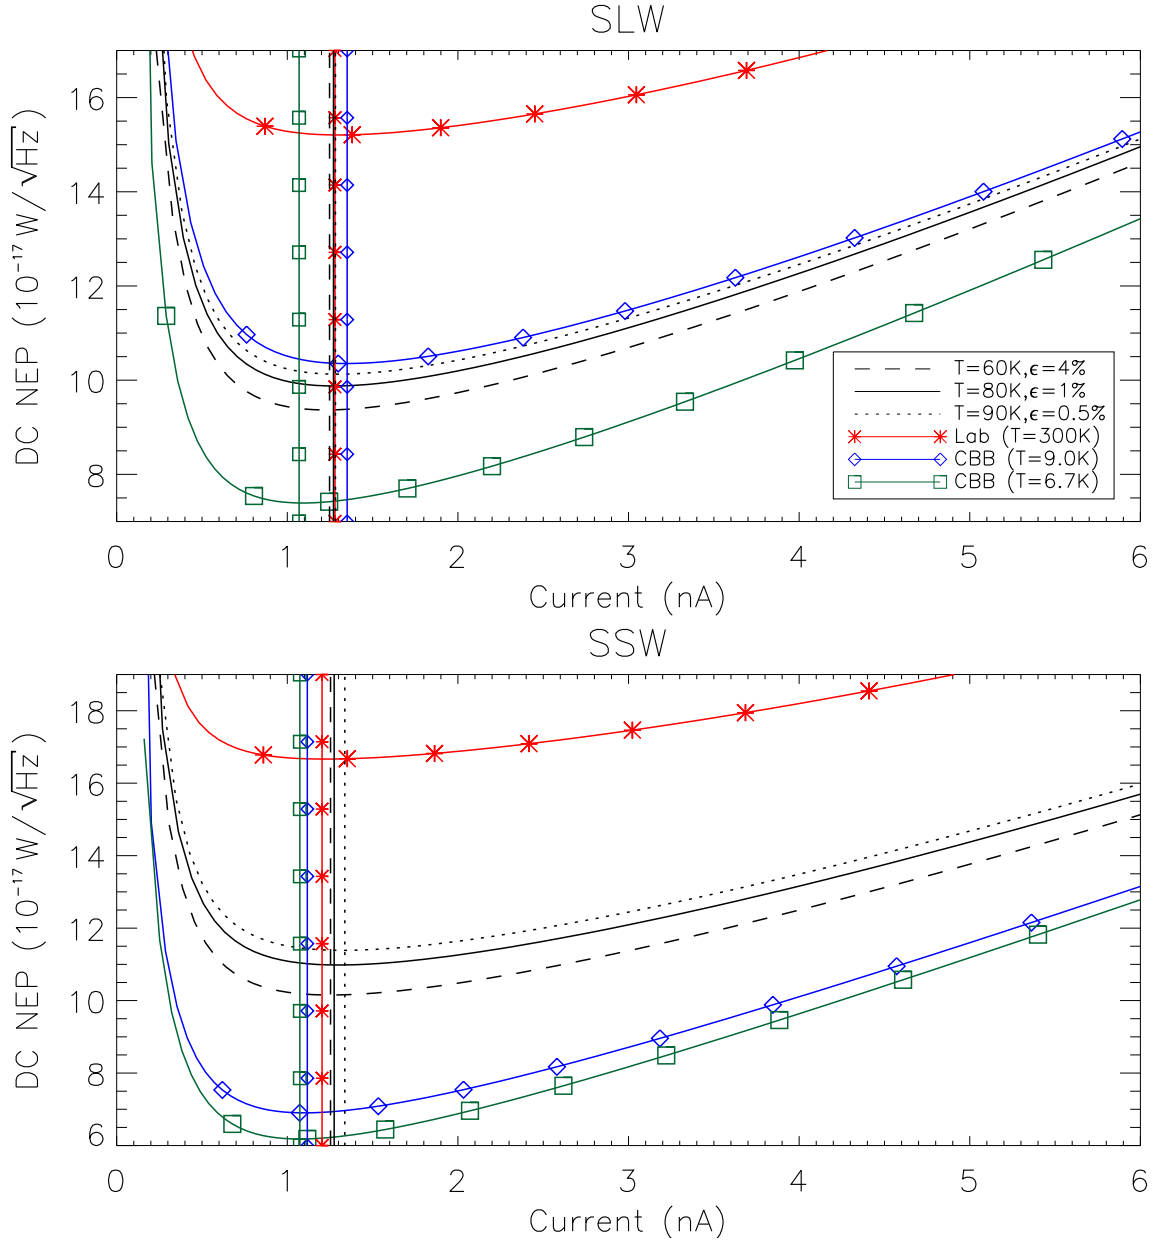 SLW
DC NEP (10⁻¹⁷W/√Hz)
16
14
12
10
8
T=60K,ϵ=4%
T=80K,ϵ=1%
T=90K,ϵ=0.5%
Lab (T=300K)
CBB (T=9.0K)
CBB (T=6.7K)
0 1 2 3 4 5 6
Current (nA)
SSW
DC NEP (10⁻¹⁷W/√Hz)
18
16
14
12
10
8
6
0 1 2 3 4 5 6
Current (nA)